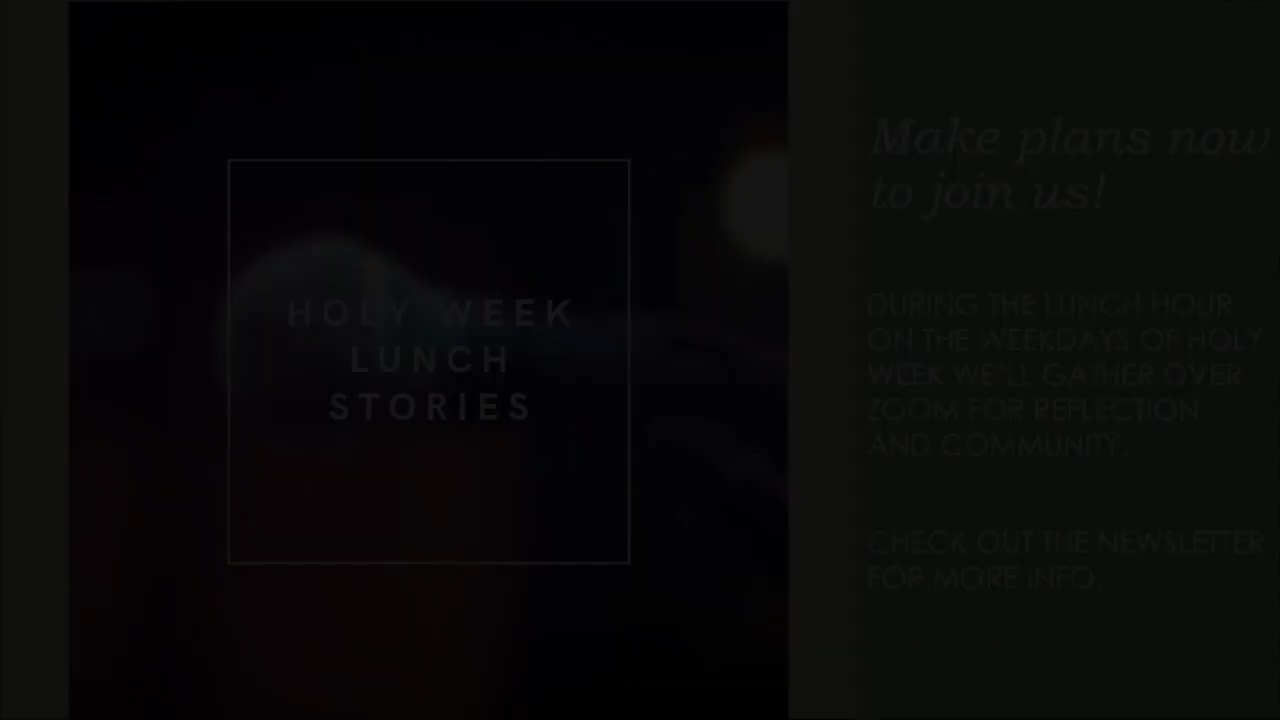 HOLY WEEK
LUNCH
STORIES
Make plans now
to join us!
DURING THE LUNCH HOUR
ON THE WEEKDAYS OF HOLY
WEEK WE'LL GATHER OVER
ZOOM FOR REFLECTION
AND COMMUNITY.
CHECK OUT THE NEWSLETTER
FOR MORE INFO.